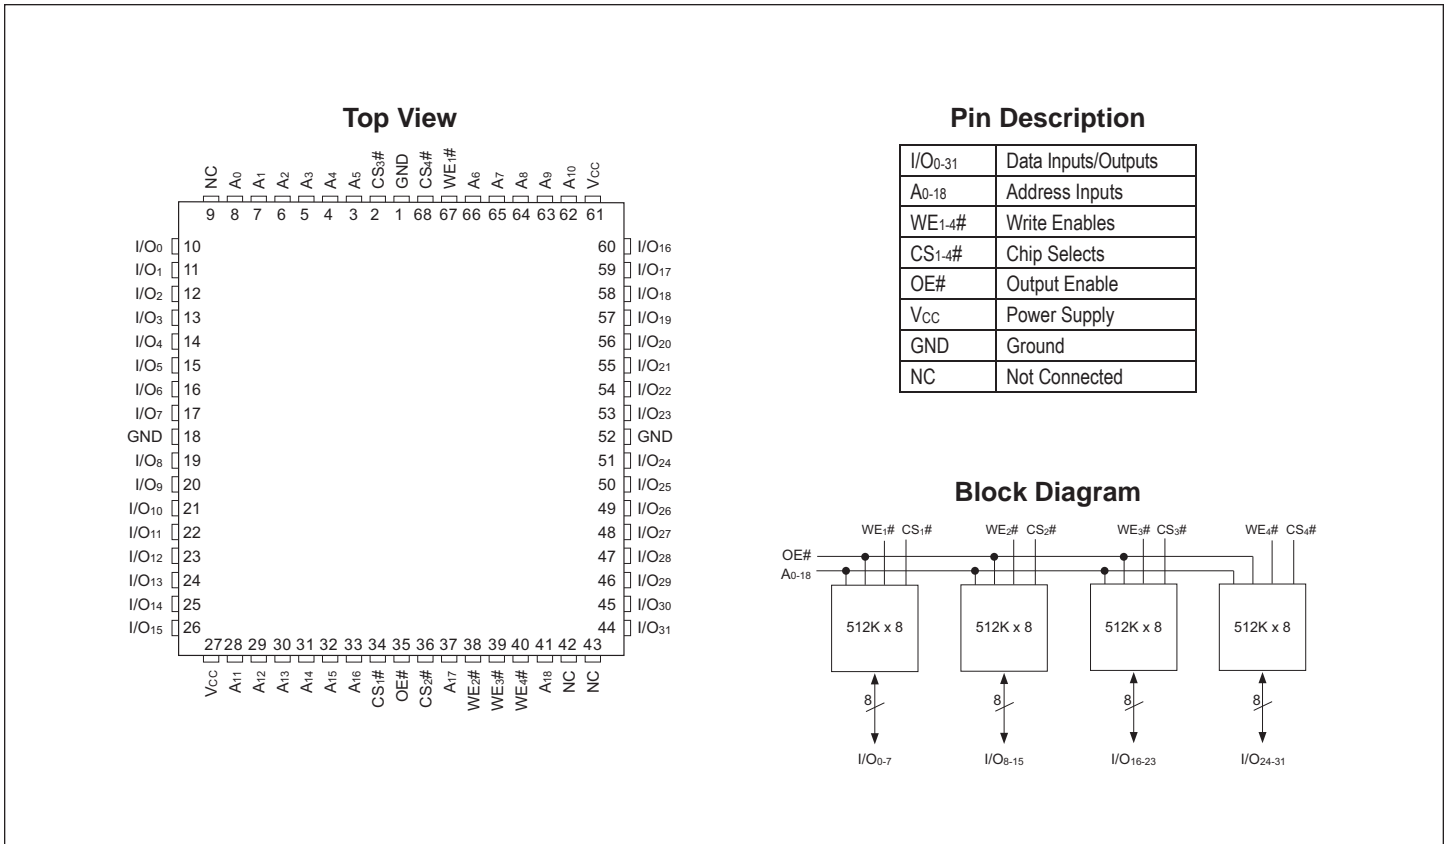 Top View
NC A0 A1 A2 A3 A4 A5 CS3# GND CS4# WE1# A6 A7 A8 A9 A10 VCC
9 8 7 6 5 4 3 2 1 68 67 66 65 64 63 62 61
I/O0 10 60 I/O16
I/O1 11 59 I/O17
I/O2 12 58 I/O18
I/O3 13 57 I/O19
I/O4 14 56 I/O20
I/O5 15 55 I/O21
I/O6 16 54 I/O22
I/O7 17 53 I/O23
GND 18 52 GND
I/O8 19 51 I/O24
I/O9 20 50 I/O25
I/O10 21 49 I/O26
I/O11 22 48 I/O27
I/O12 23 47 I/O28
I/O13 24 46 I/O29
I/O14 25 45 I/O30
I/O15 26 44 I/O31
27 28 29 30 31 32 33 34 35 36 37 38 39 40 41 42 43
VCC A11 A12 A13 A14 A15 A16 CS1# OE# CS2# A17 WE2# WE3# WE4# A18 NC NC
Pin Description
I/O0-31 Data Inputs/Outputs
A0-18 Address Inputs
WE1-4# Write Enables
CS1-4# Chip Selects
OE# Output Enable
VCC Power Supply
GND Ground
NC Not Connected
Block Diagram
WE1# CS1# WE2# CS2# WE3# CS3# WE4# CS4#
OE#
A0-18
512K x 8 512K x 8 512K x 8 512K x 8
8 8 8 8
I/O0-7 I/O8-15 I/O16-23 I/O24-31